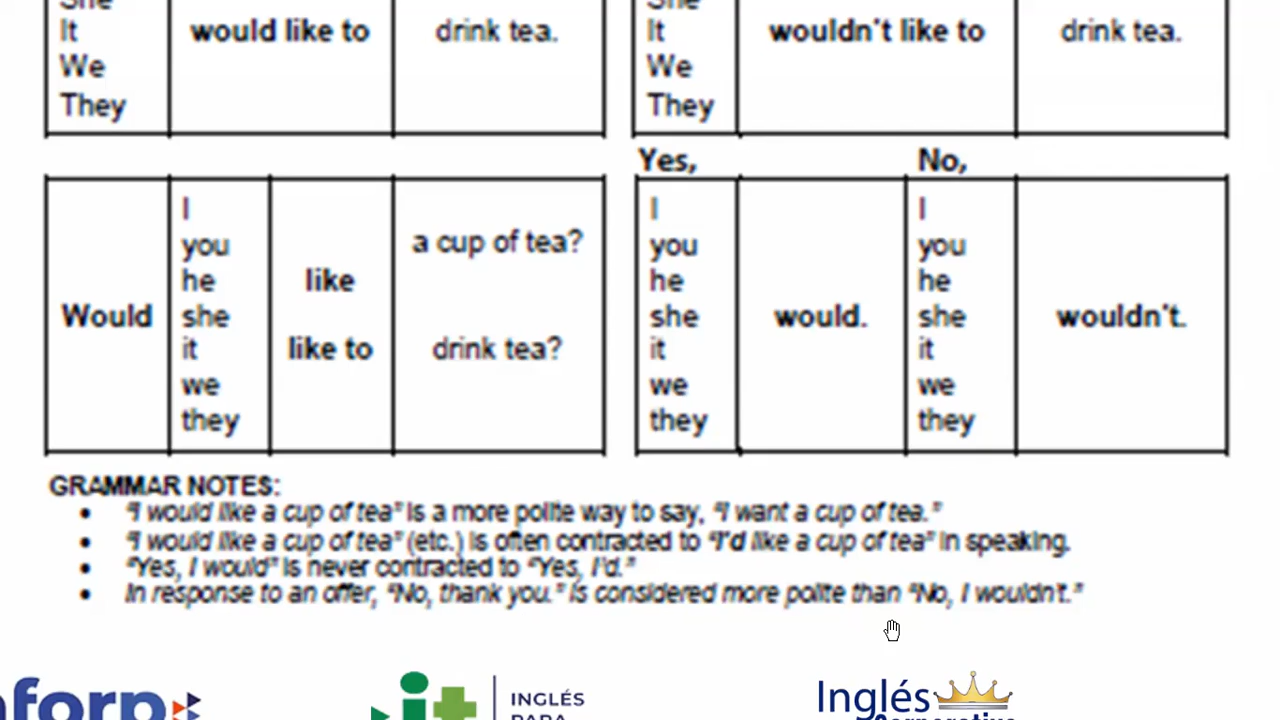 She
It
We
They
would like to
drink tea.
She
It
We
They
wouldn't like to
drink tea.
Yes,
No,
Would
I
you
he
she
it
we
they
like
like to
a cup of tea?
drink tea?
I
you
he
she
it
we
they
would.
I
you
he
she
it
we
they
wouldn't.
GRAMMAR NOTES:
• "I would like a cup of tea" is a more polite way to say, "I want a cup of tea."
• "I would like a cup of tea" (etc.) is often contracted to "I'd like a cup of tea" in speaking.
• "Yes, I would" is never contracted to "Yes, I'd."
• In response to an offer, "No, thank you." is considered more polite than "No, I wouldn't."
nforp
INGLÉS
PARA
Inglés
Corporativo